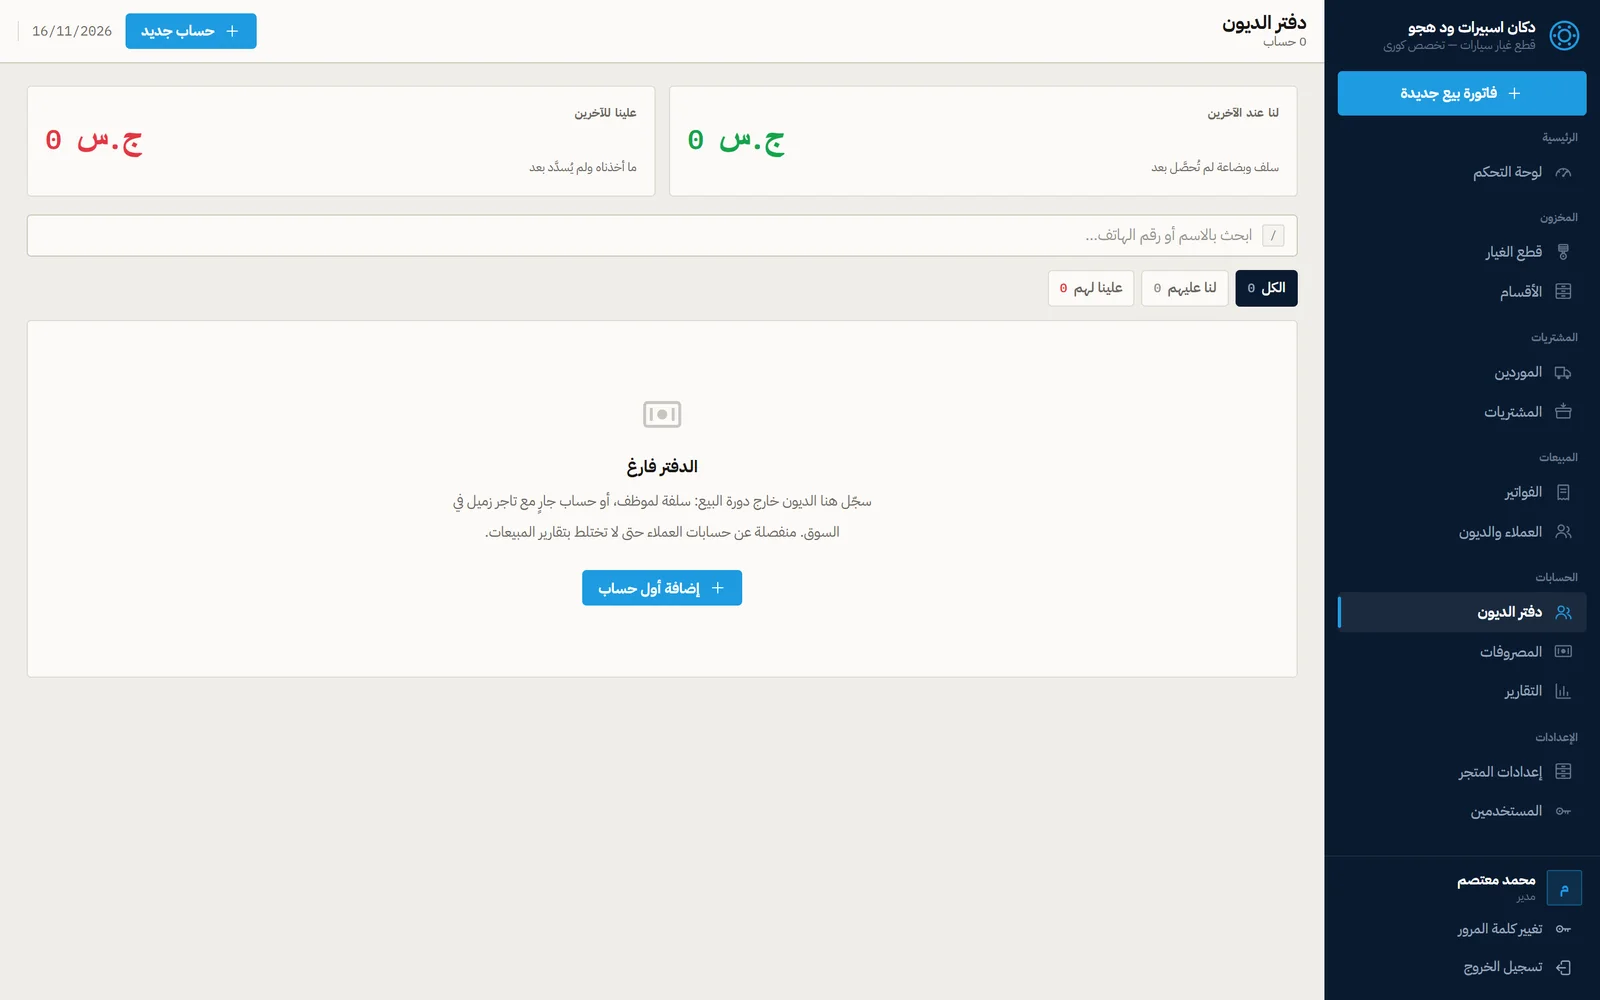 دكان اسبيرات ود هجو
قطع غيار سيارات — تخصص كوري
فاتورة بيع جديدة
الرئيسية
لوحة التحكم
المخزون
قطع الغيار
الأقسام
المشتريات
الموردين
المشتريات
المبيعات
الفواتير
العملاء والديون
الحسابات
دفتر الديون
المصروفات
التقارير
الإعدادات
إعدادات المتجر
المستخدمين
م
محمد معتصم
مدير
تغيير كلمة المرور
تسجيل الخروج
دفتر الديون
0 حساب
حساب جديد
16/11/2026
لنا عند الآخرين
ج.س 0
سلف وبضاعة لم تُحصَّل بعد
علينا للآخرين
ج.س 0
ما أخذناه ولم يُسدَّد بعد
/ ابحث بالاسم أو رقم الهاتف...
الكل 0
لنا عليهم 0
علينا لهم 0
الدفتر فارغ
سجّل هنا الديون خارج دورة البيع: سلفة لموظف، أو حساب جارٍ مع تاجر زميل في
السوق. منفصلة عن حسابات العملاء حتى لا تختلط بتقارير المبيعات.
إضافة أول حساب